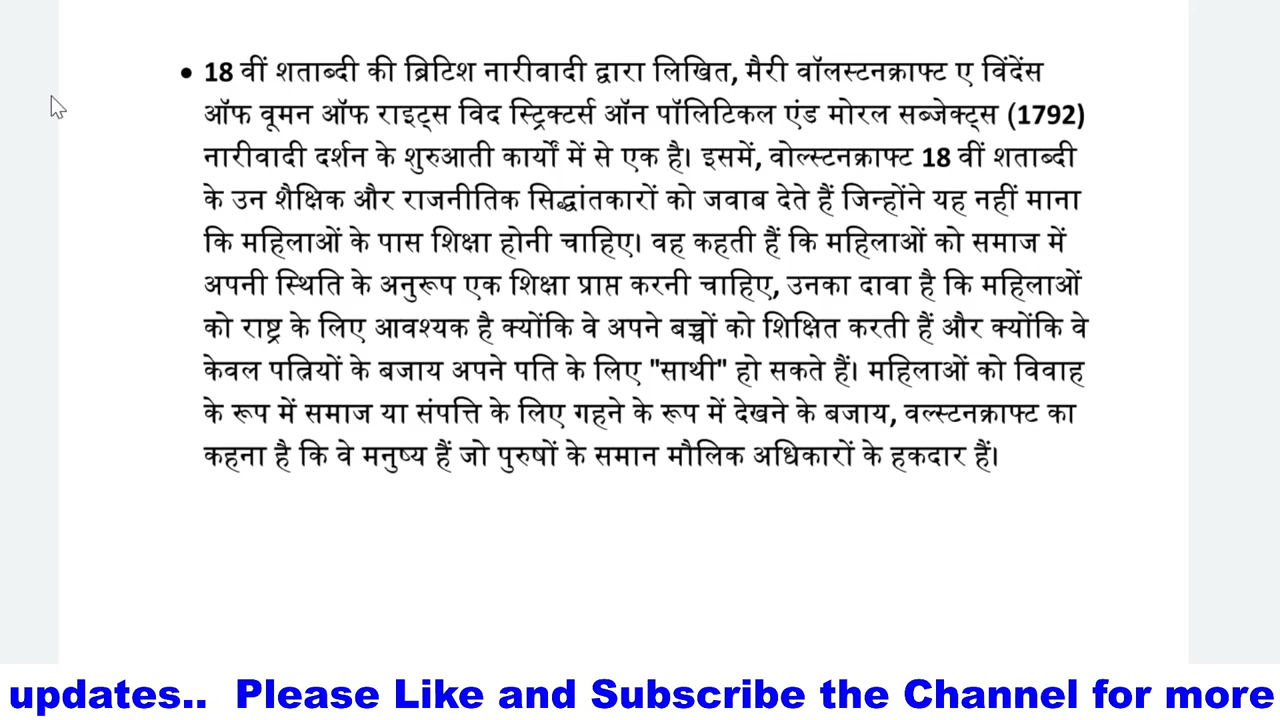 • 18 वीं शताब्दी की ब्रिटिश नारीवादी द्वारा लिखित, मैरी वॉलस्टनक्राफ्ट ए विंदेंस
ऑफ वूमन ऑफ राइट्स विद स्ट्रिक्टर्स ऑन पॉलिटिकल एंड मोरल सब्जेक्ट्स (1792)
नारीवादी दर्शन के शुरुआती कार्यों में से एक है। इसमें, वोल्स्टनक्राफ्ट 18 वीं शताब्दी
के उन शैक्षिक और राजनीतिक सिद्धांतकारों को जवाब देते हैं जिन्होंने यह नहीं माना
कि महिलाओं के पास शिक्षा होनी चाहिए। वह कहती हैं कि महिलाओं को समाज में
अपनी स्थिति के अनुरूप एक शिक्षा प्राप्त करनी चाहिए, उनका दावा है कि महिलाओं
को राष्ट्र के लिए आवश्यक है क्योंकि वे अपने बच्चों को शिक्षित करती हैं और क्योंकि वे
केवल पत्नियों के बजाय अपने पति के लिए "साथी" हो सकते हैं। महिलाओं को विवाह
के रूप में समाज या संपत्ति के लिए गहने के रूप में देखने के बजाय, वल्स्टनक्राफ्ट का
कहना है कि वे मनुष्य हैं जो पुरुषों के समान मौलिक अधिकारों के हकदार हैं।
updates.. Please Like and Subscribe the Channel for more